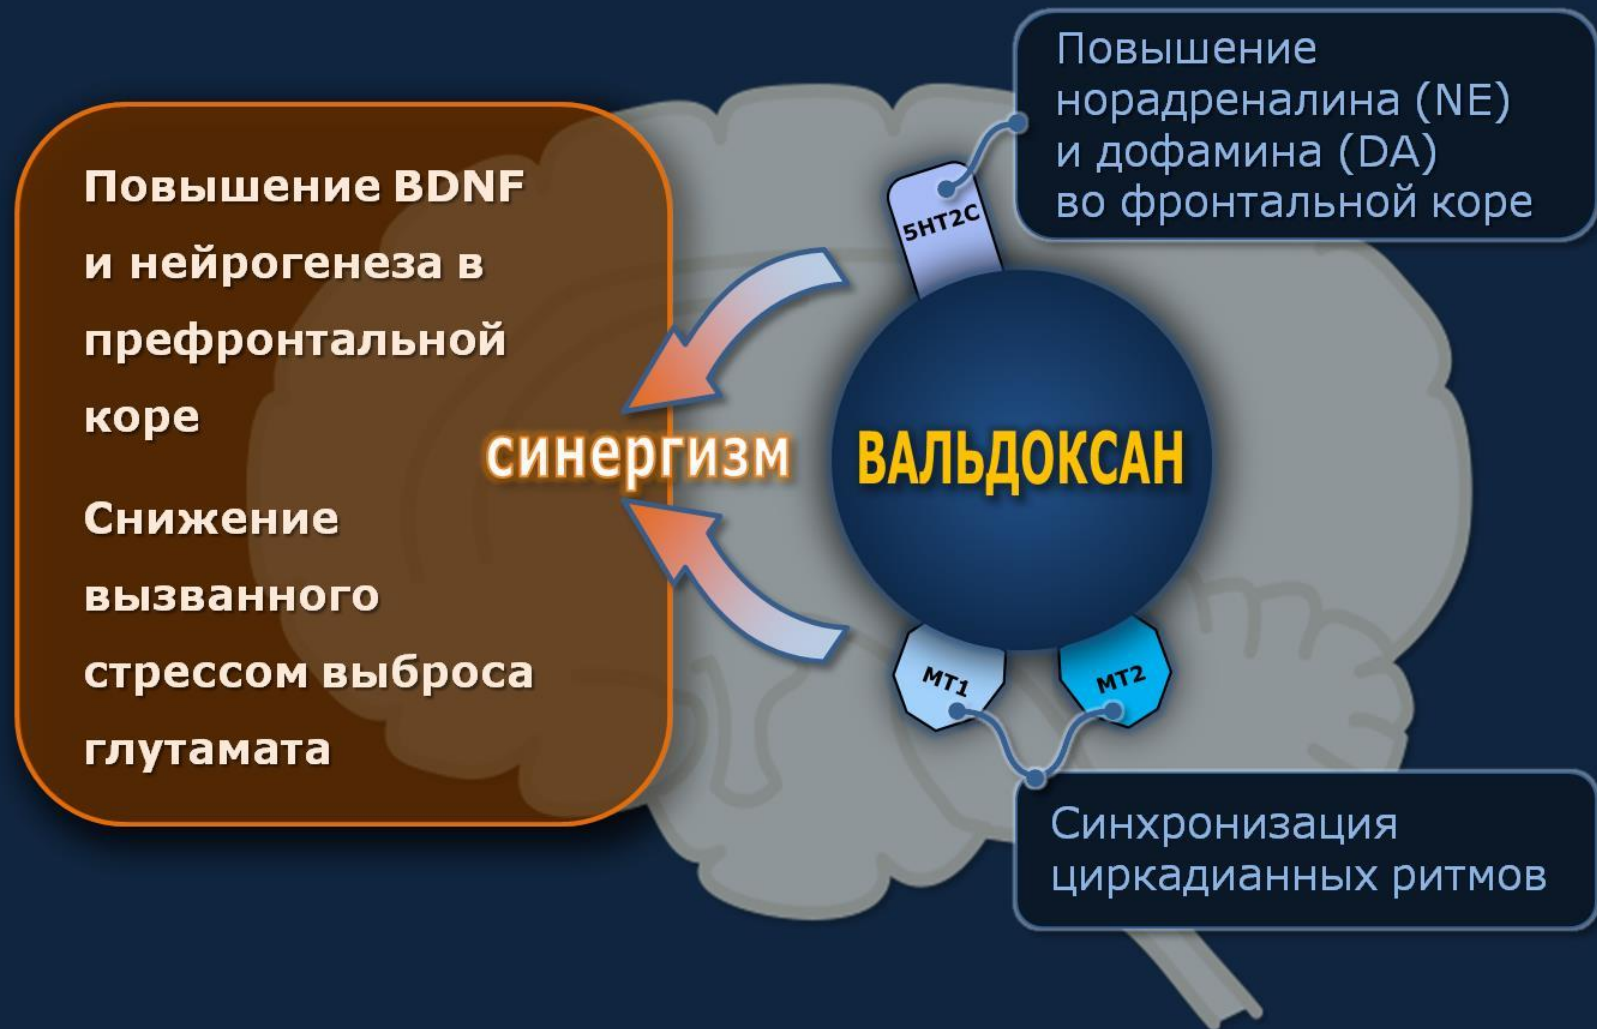 Повышение BDNF
и нейрогенеза в
префронтальной
коре
Снижение
вызванного
стрессом выброса
глутамата
синергизм
ВАЛЬДОКСАН
5HT2C
Повышение
норадреналина (NE)
и дофамина (DA)
во фронтальной коре
MT1
MT2
Синхронизация
циркадианных ритмов